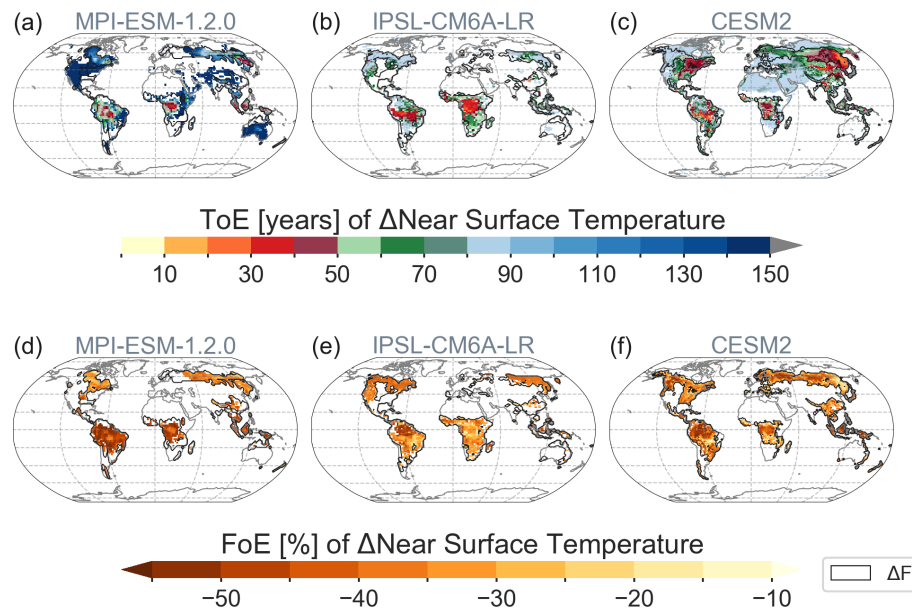 (a) MPI-ESM-1.2.0
(b) IPSL-CM6A-LR
(c) CESM2
ToE [years] of ΔNear Surface Temperature
10 30 50 70 90 110 130 150
(d) MPI-ESM-1.2.0
(e) IPSL-CM6A-LR
(f) CESM2
FoE [%] of ΔNear Surface Temperature
−50 −40 −30 −20 −10
ΔF